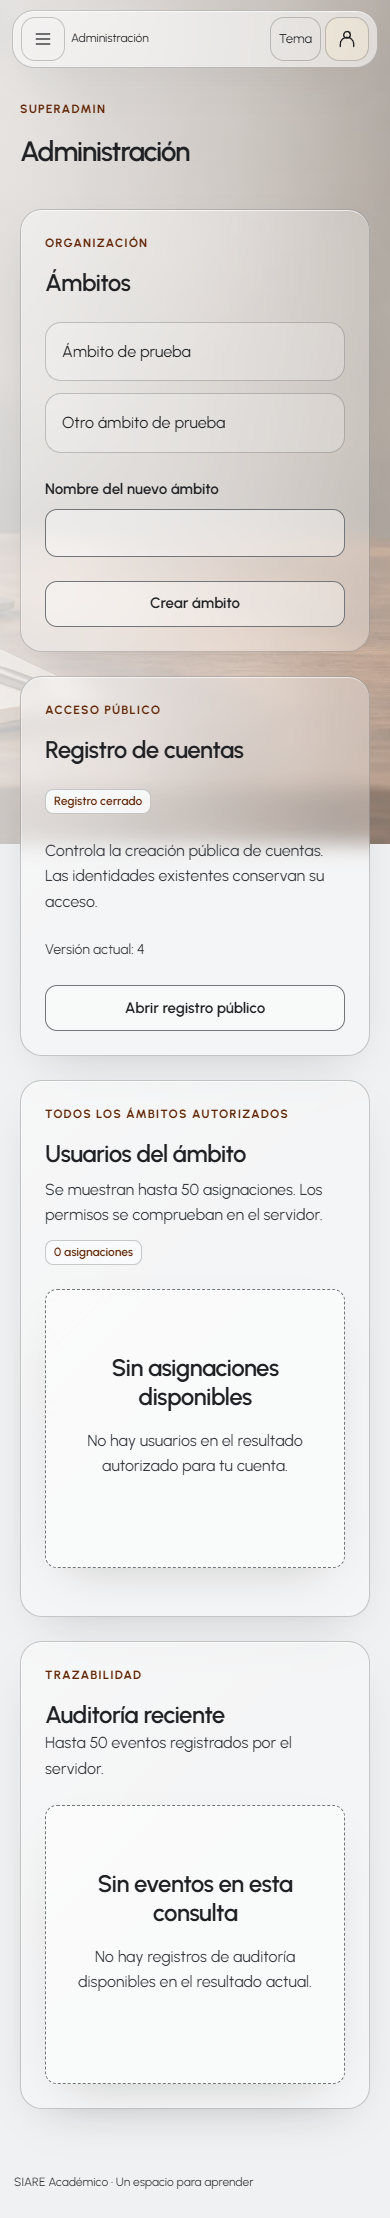 Administración
Tema
SUPERADMIN
Administración
ORGANIZACIÓN
Ámbitos
Ámbito de prueba
Otro ámbito de prueba
Nombre del nuevo ámbito
Crear ámbito
ACCESO PÚBLICO
Registro de cuentas
Registro cerrado
Controla la creación pública de cuentas.
Las identidades existentes conservan su
acceso.
Versión actual: 4
Abrir registro público
TODOS LOS ÁMBITOS AUTORIZADOS
Usuarios del ámbito
Se muestran hasta 50 asignaciones. Los
permisos se comprueban en el servidor.
0 asignaciones
Sin asignaciones
disponibles
No hay usuarios en el resultado
autorizado para tu cuenta.
TRAZABILIDAD
Auditoría reciente
Hasta 50 eventos registrados por el
servidor.
Sin eventos en esta
consulta
No hay registros de auditoría
disponibles en el resultado actual.
SIARE Académico · Un espacio para aprender